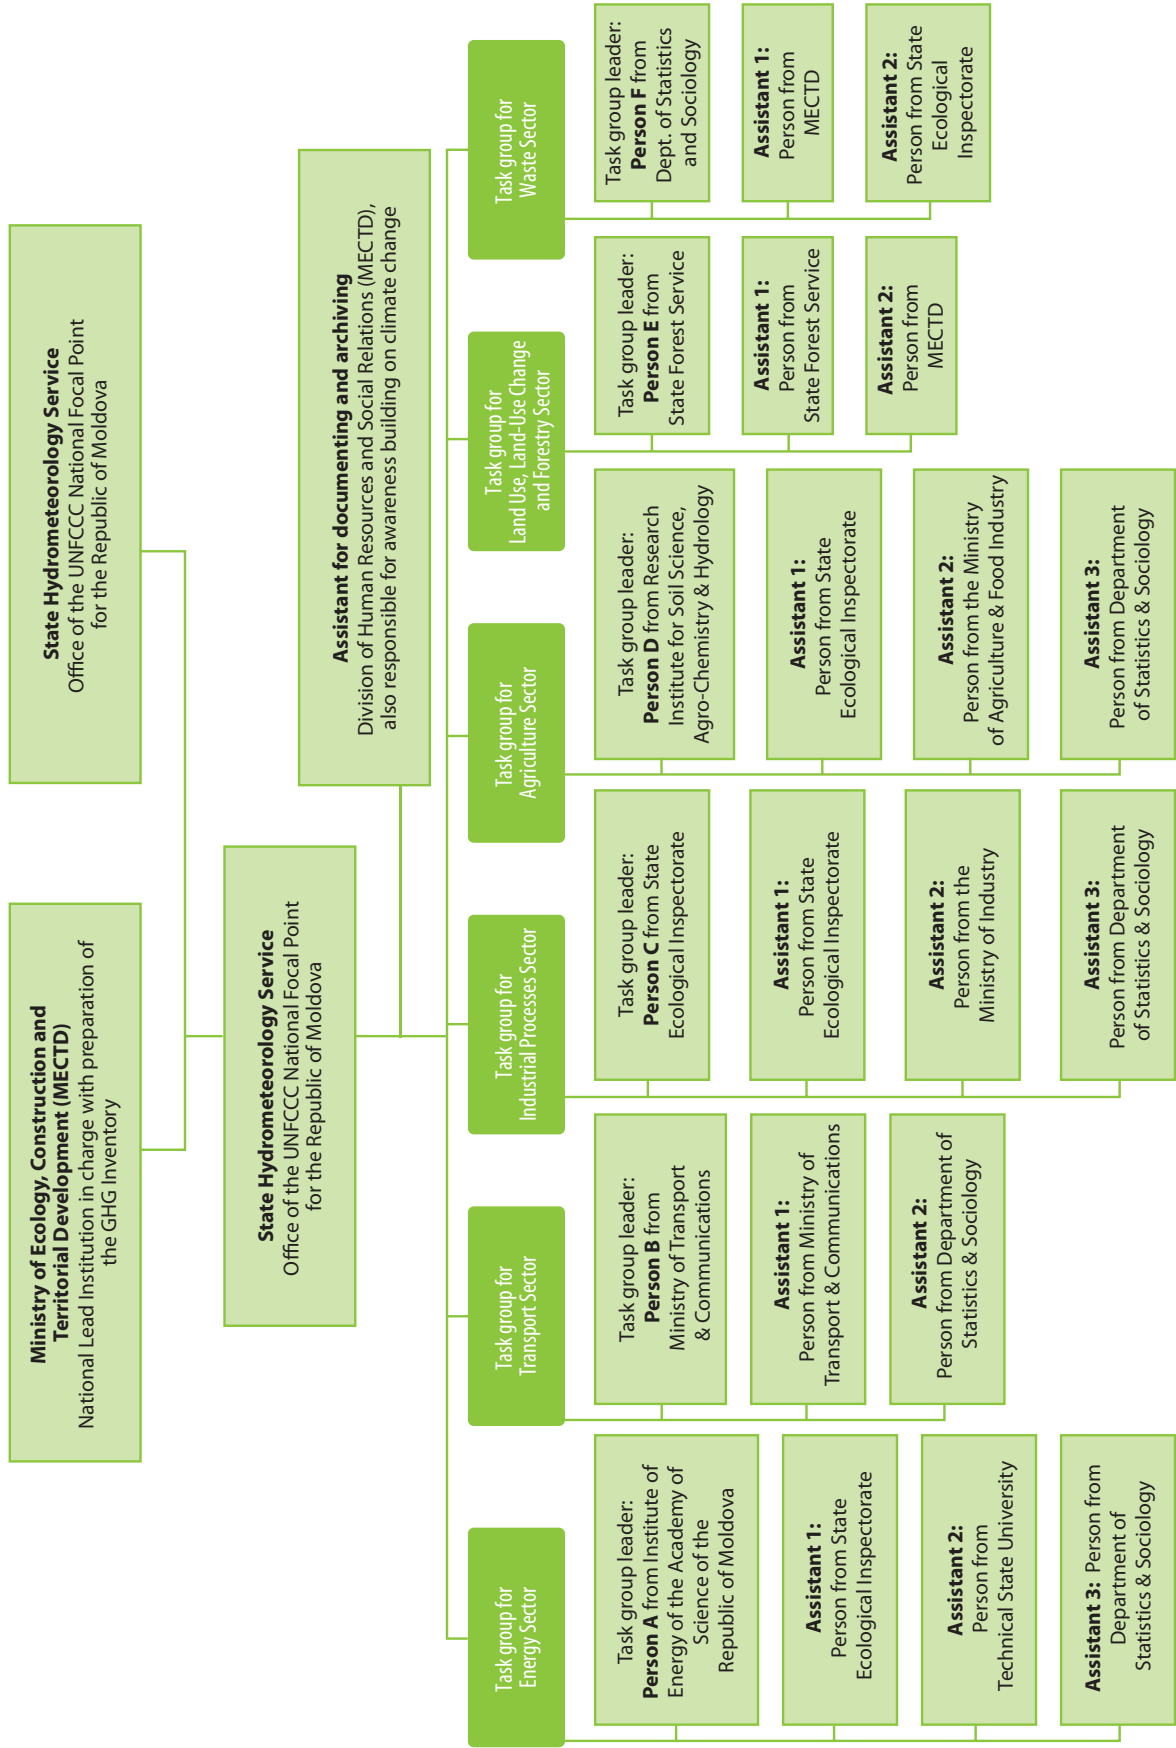 Ministry of Ecology, Construction and
Territorial Development (MECTD)
National Lead Institution in charge with preparation of
the GHG Inventory
State Hydrometeorology Service
Office of the UNFCCC National Focal Point
for the Republic of Moldova
State Hydrometeorology Service
Office of the UNFCCC National Focal Point
for the Republic of Moldova
Assistant for documenting and archiving
Division of Human Resources and Social Relations (MECTD),
also responsible for awareness building on climate change
Task group for
Energy Sector
Task group leader:
Person A from Institute of
Energy of the Academy of
Science of the
Republic of Moldova
Assistant 1:
Person from State
Ecological Inspectorate
Assistant 2:
Person from
Technical State University
Assistant 3: Person from
Department of
Statistics & Sociology
Task group for
Transport Sector
Task group leader:
Person B from
Ministry of Transport
& Communications
Assistant 1:
Person from Ministry of
Transport & Communications
Assistant 2:
Person from Department of
Statistics & Sociology
Task group for
Industrial Processes Sector
Task group leader:
Person C from State
Ecological Inspectorate
Assistant 1:
Person from State
Ecological Inspectorate
Assistant 2:
Person from the
Ministry of Industry
Assistant 3:
Person from Department
of Statistics & Sociology
Task group for
Agriculture Sector
Task group leader:
Person D from Research
Institute for Soil Science,
Agro-Chemistry & Hydrology
Assistant 1:
Person from State
Ecological Inspectorate
Assistant 2:
Person from the Ministry
of Agriculture & Food Industry
Assistant 3:
Person from Department
of Statistics & Sociology
Task group for
Land Use, Land-Use Change
and Forestry Sector
Task group leader:
Person E from
State Forest Service
Assistant 1:
Person from
State Forest Service
Assistant 2:
Person from
MECTD
Task group for
Waste Sector
Task group leader:
Person F from
Dept. of Statistics
and Sociology
Assistant 1:
Person from
MECTD
Assistant 2:
Person from State
Ecological
Inspectorate